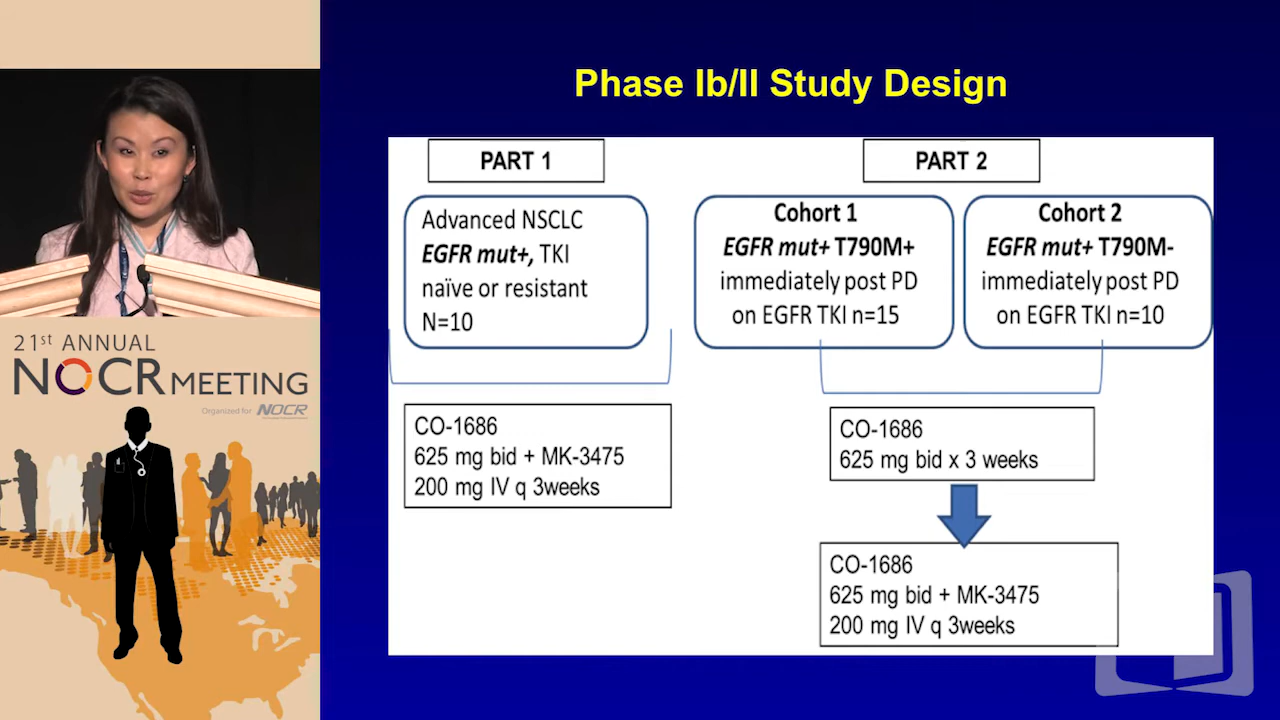 Phase Ib/II Study Design
PART 1
Advanced NSCLC
EGFR mut+, TKI
naïve or resistant
N=10
CO-1686
625 mg bid + MK-3475
200 mg IV q 3weeks
PART 2
Cohort 1
EGFR mut+ T790M+
immediately post PD
on EGFR TKI n=15
Cohort 2
EGFR mut+ T790M-
immediately post PD
on EGFR TKI n=10
CO-1686
625 mg bid x 3 weeks
CO-1686
625 mg bid + MK-3475
200 mg IV q 3weeks
21st ANNUAL
NOCR MEETING
Organized for NOCR